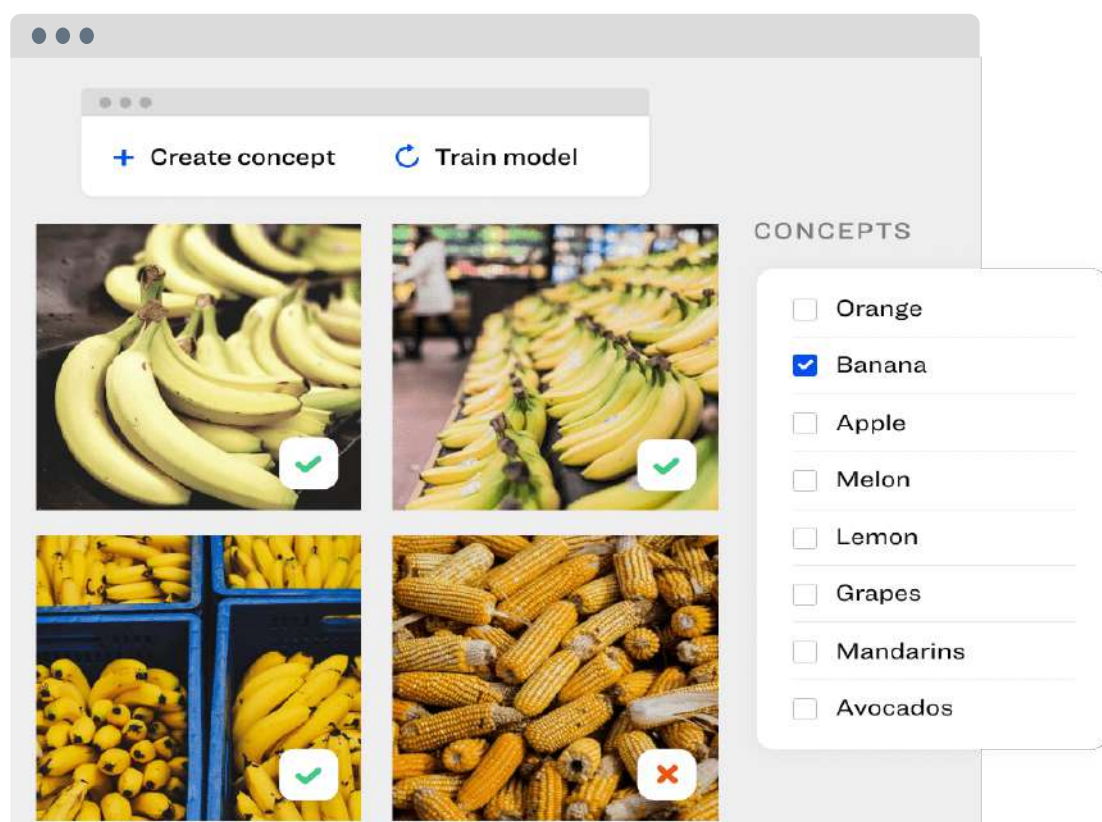 Create concept
Train model
CONCEPTS
Orange
Banana
Apple
Melon
Lemon
Grapes
Mandarins
Avocados